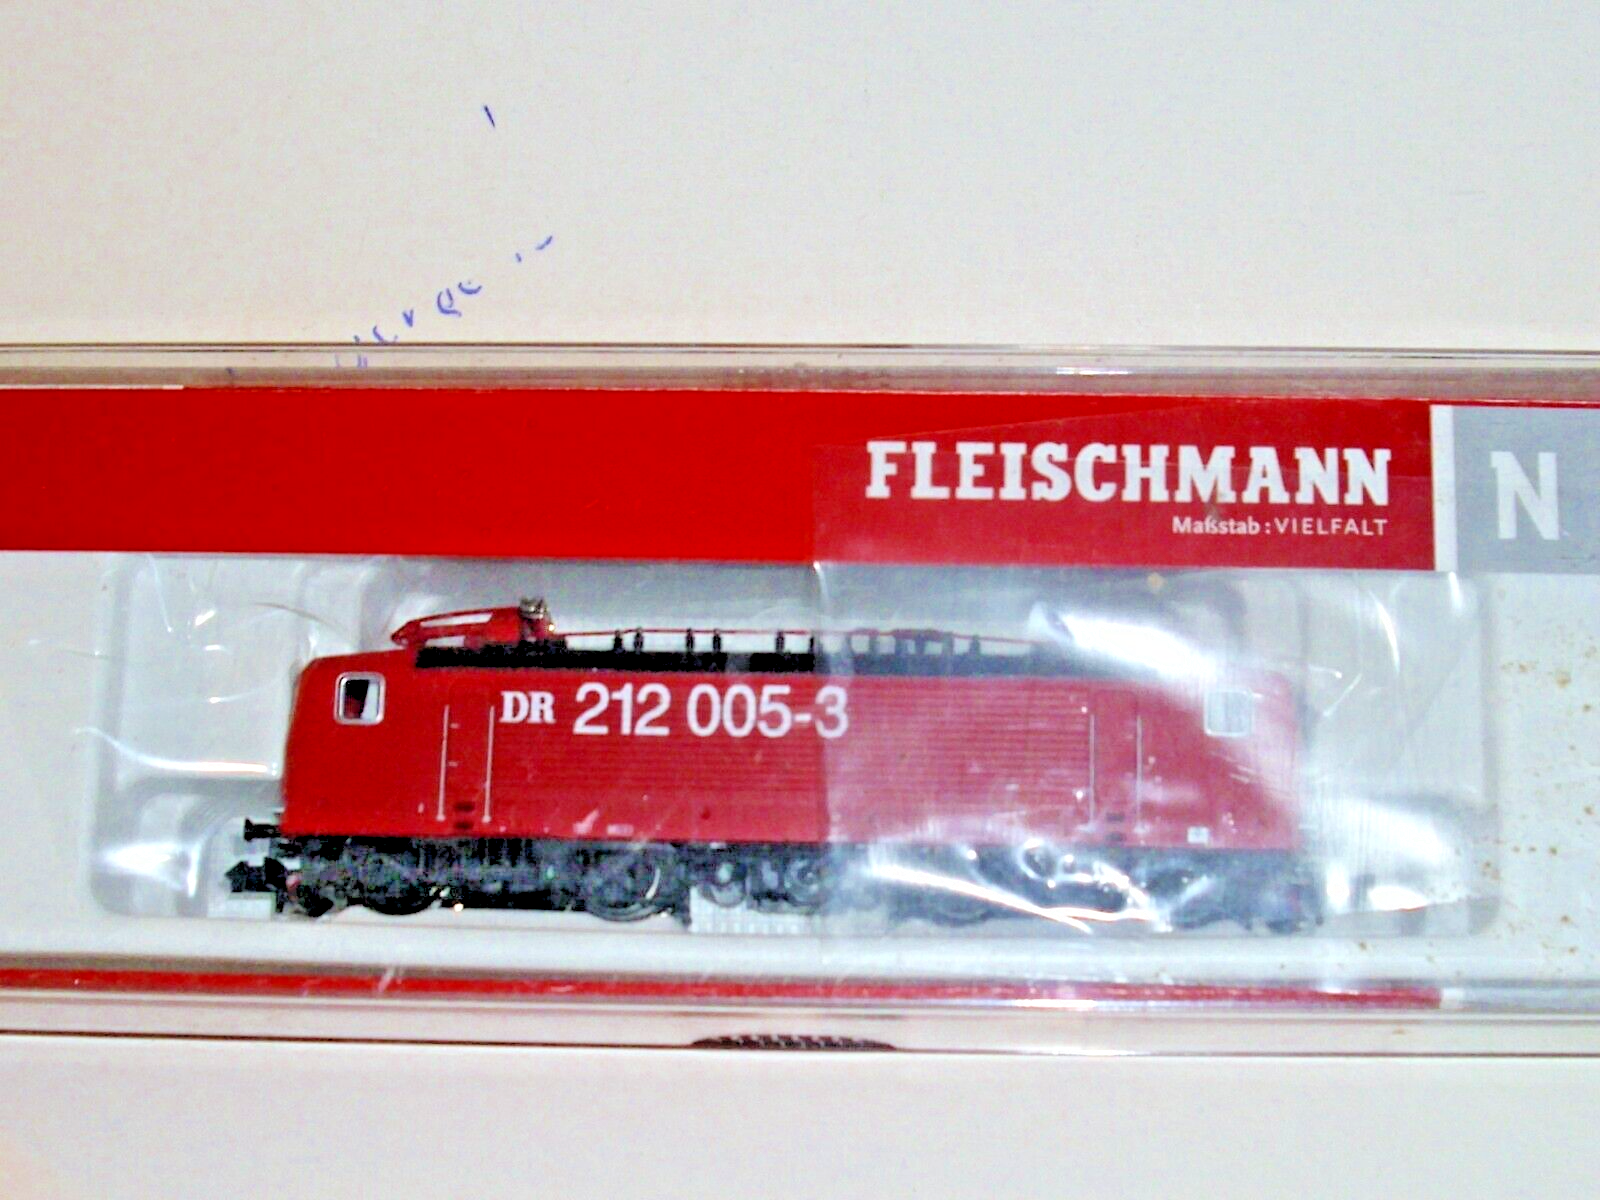 FLEISCHMANN N
Maßstab : VIELFALT
DR 212 005-3